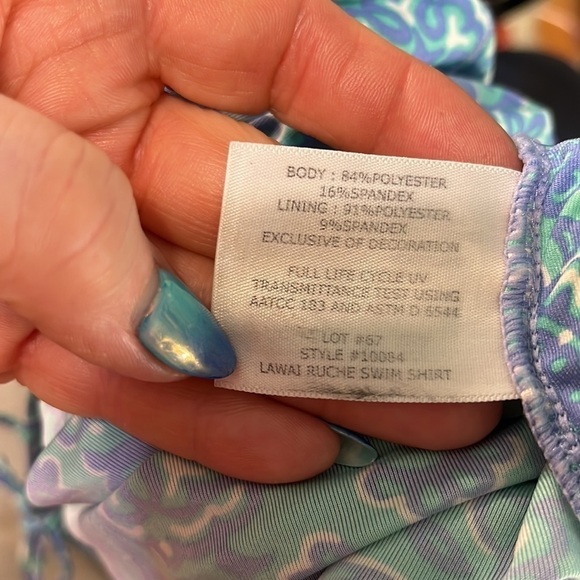 BODY : 84%POLYESTER
16%SPANDEX
LINING : 91%POLYESTER
9%SPANDEX
EXCLUSIVE OF DECORATION
FULL LIFE CYCLE UV
TRANSMITTANCE TEST USING
AATCC 183 AND ASTM D 6544
LOT #67
STYLE #10084
LAWAI RUCHE SWIM SHIRT